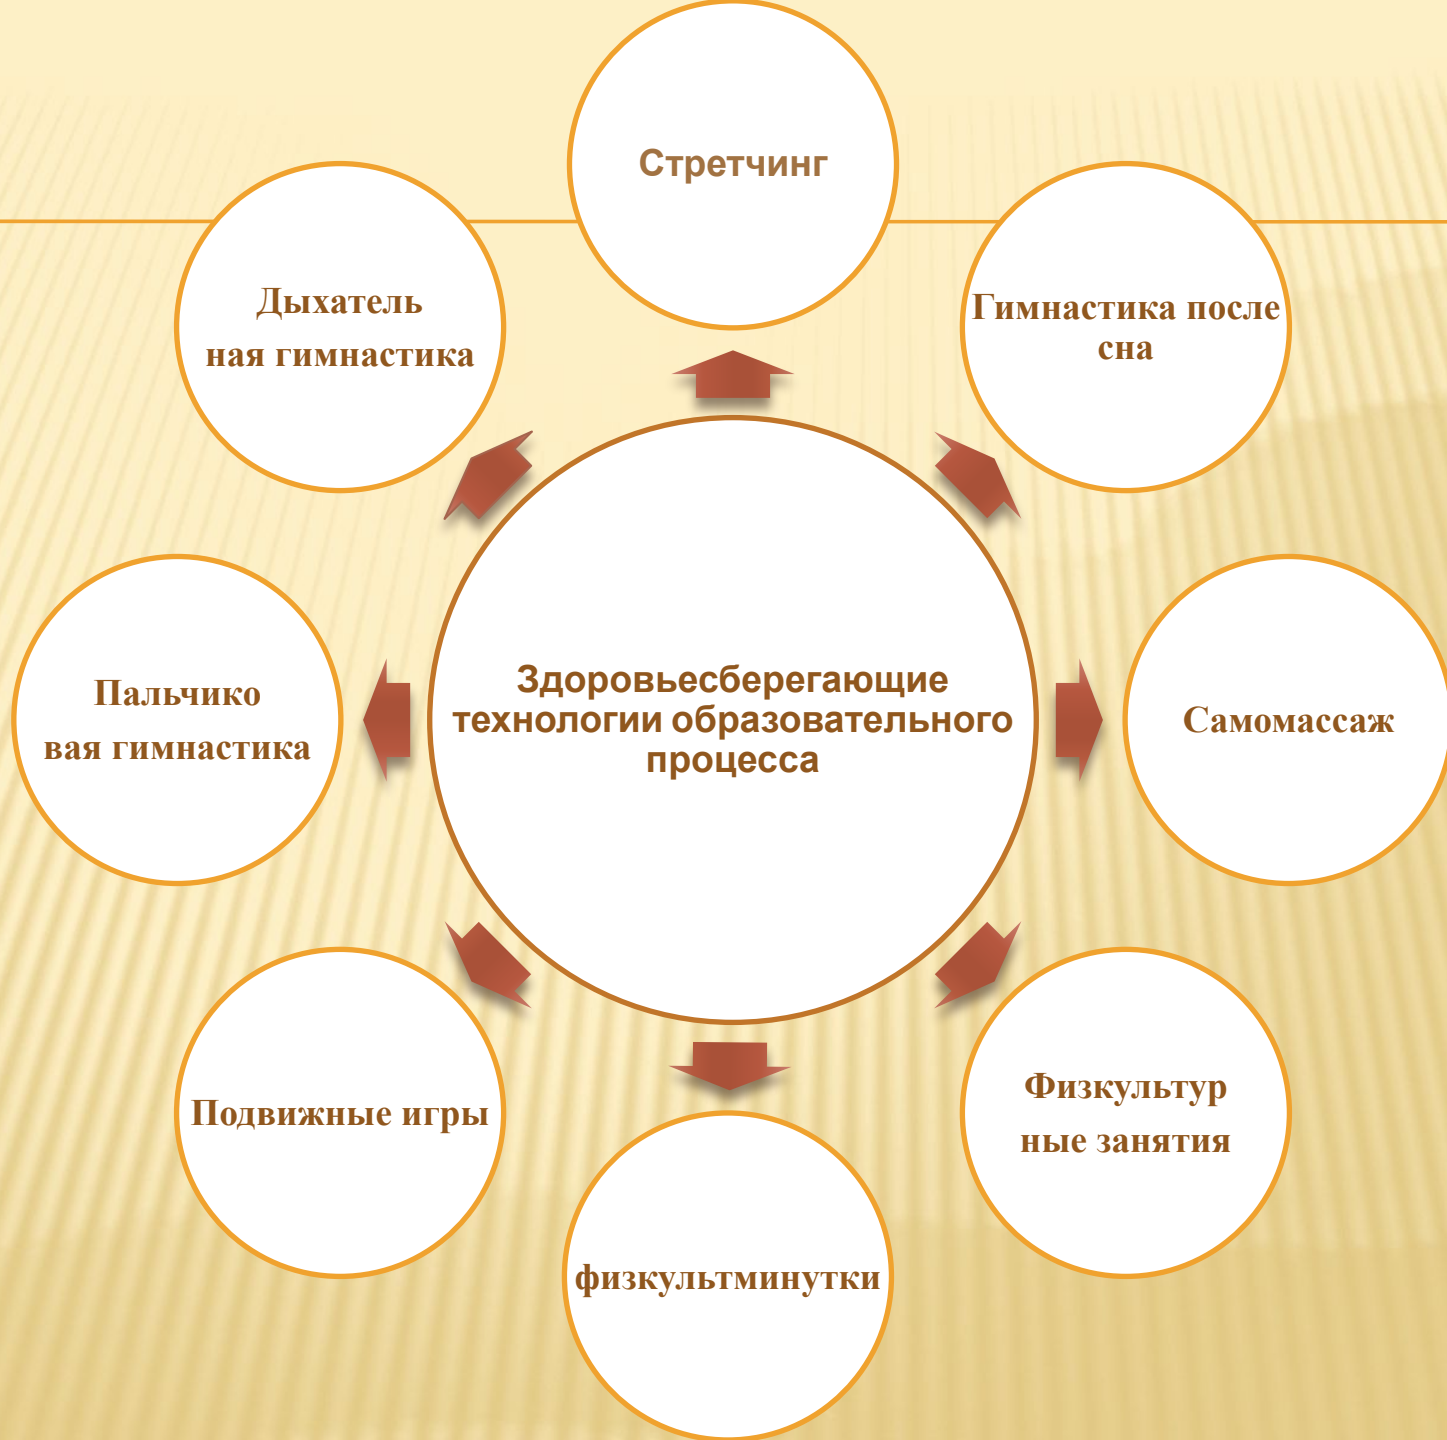 Стретчинг
Дыхатель
ная гимнастика
Гимнастика после
сна
Пальчико
вая гимнастика
Здоровьесберегающие
технологии образовательного
процесса
Самомассаж
Подвижные игры
Физкультур
ные занятия
физкультминутки